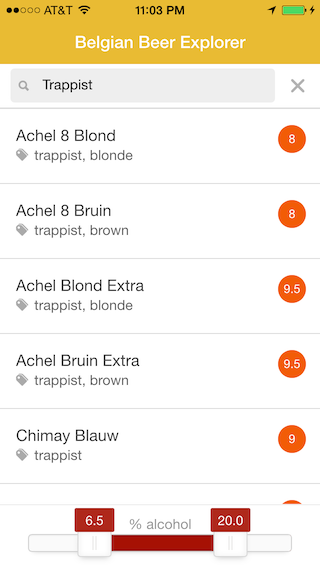 AT&T 11:03 PM
Belgian Beer Explorer
Trappist
Achel 8 Blond 8
trappist, blonde
Achel 8 Bruin 8
trappist, brown
Achel Blond Extra 9.5
trappist, blonde
Achel Bruin Extra 9.5
trappist, brown
Chimay Blauw 9
trappist
6.5 % alcohol 20.0